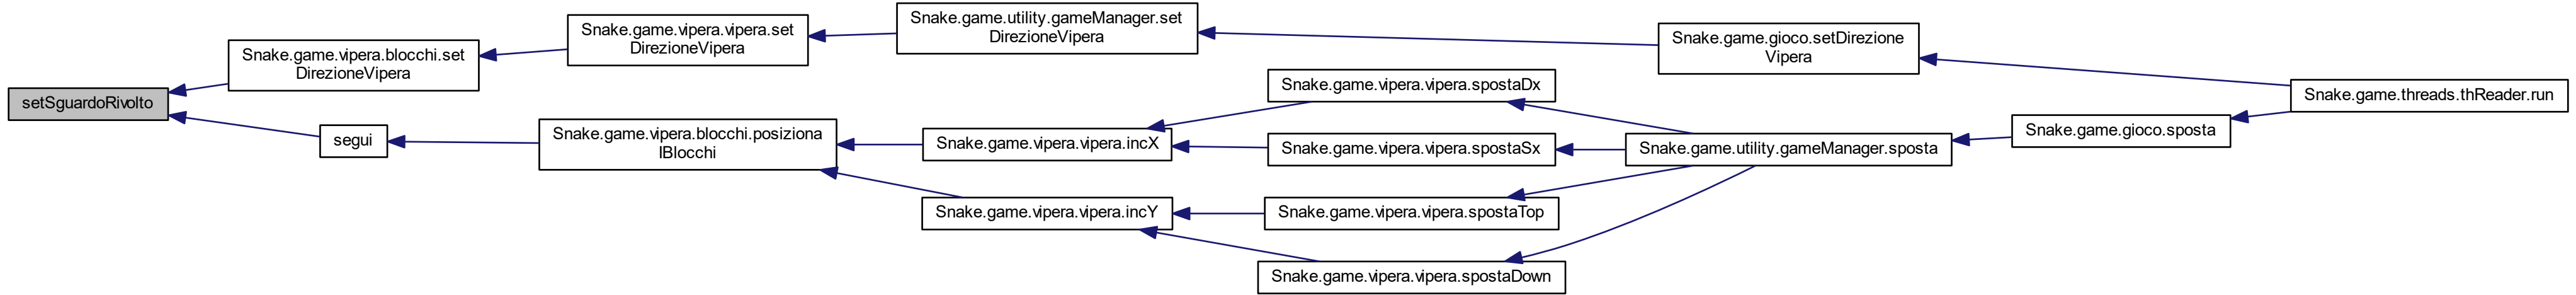 setSguardoRivolto
Snake.game.vipera.blocchi.set
DirezioneVipera
Snake.game.vipera.vipera.set
DirezioneVipera
Snake.game.utility.gameManager.set
DirezioneVipera
Snake.game.gioco.setDirezione
Vipera
Snake.game.threads.thReader.run
segui
Snake.game.vipera.blocchi.posiziona
IBlocchi
Snake.game.vipera.vipera.incX
Snake.game.vipera.vipera.spostaDx
Snake.game.vipera.vipera.spostaSx
Snake.game.utility.gameManager.sposta
Snake.game.gioco.sposta
Snake.game.vipera.vipera.incY
Snake.game.vipera.vipera.spostaTop
Snake.game.vipera.vipera.spostaDown